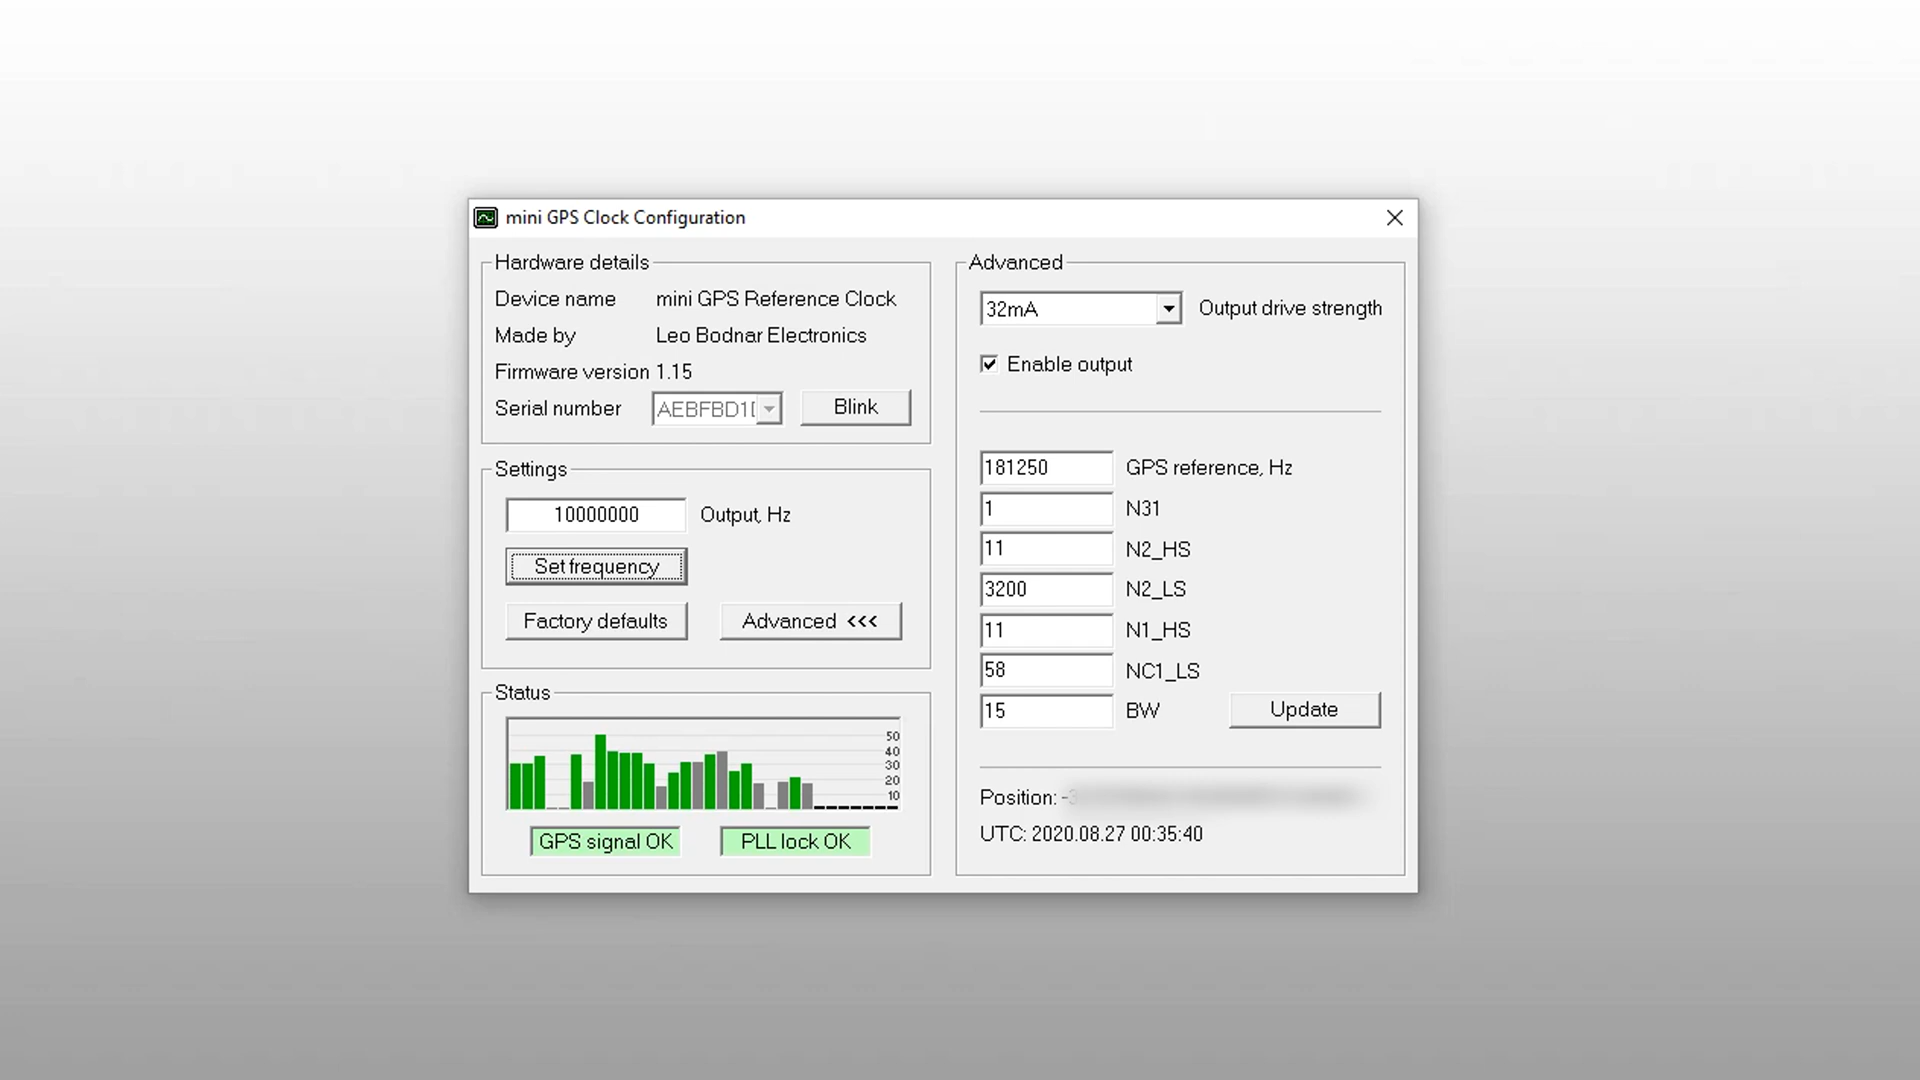 mini GPS Clock Configuration
Hardware details
Device name mini GPS Reference Clock
Made by Leo Bodnar Electronics
Firmware version 1.15
Serial number AEBFBD1 Blink
Settings
10000000 Output, Hz
Set frequency
Factory defaults Advanced <<<
Status
50
40
30
20
10
GPS signal OK PLL lock OK
Advanced
32mA Output drive strength
Enable output
181250 GPS reference, Hz
1 N31
11 N2_HS
3200 N2_LS
11 N1_HS
58 NC1_LS
15 BW Update
Position:
UTC: 2020.08.27 00:35:40